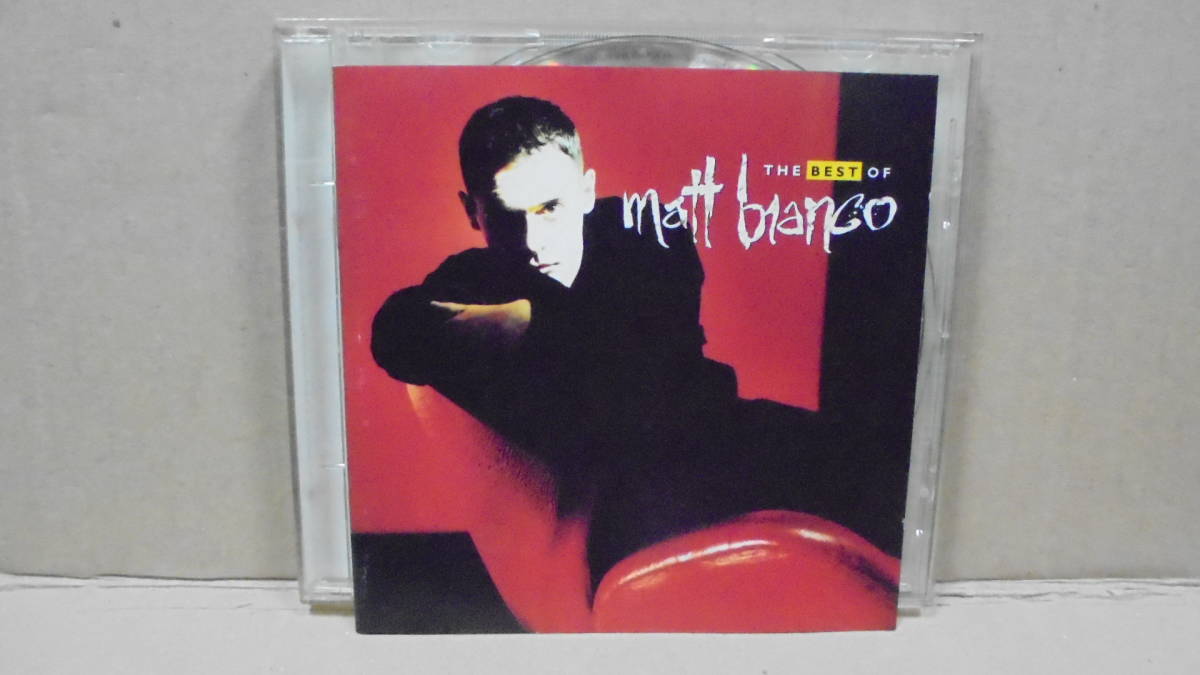 THE BEST OF
matt bianco